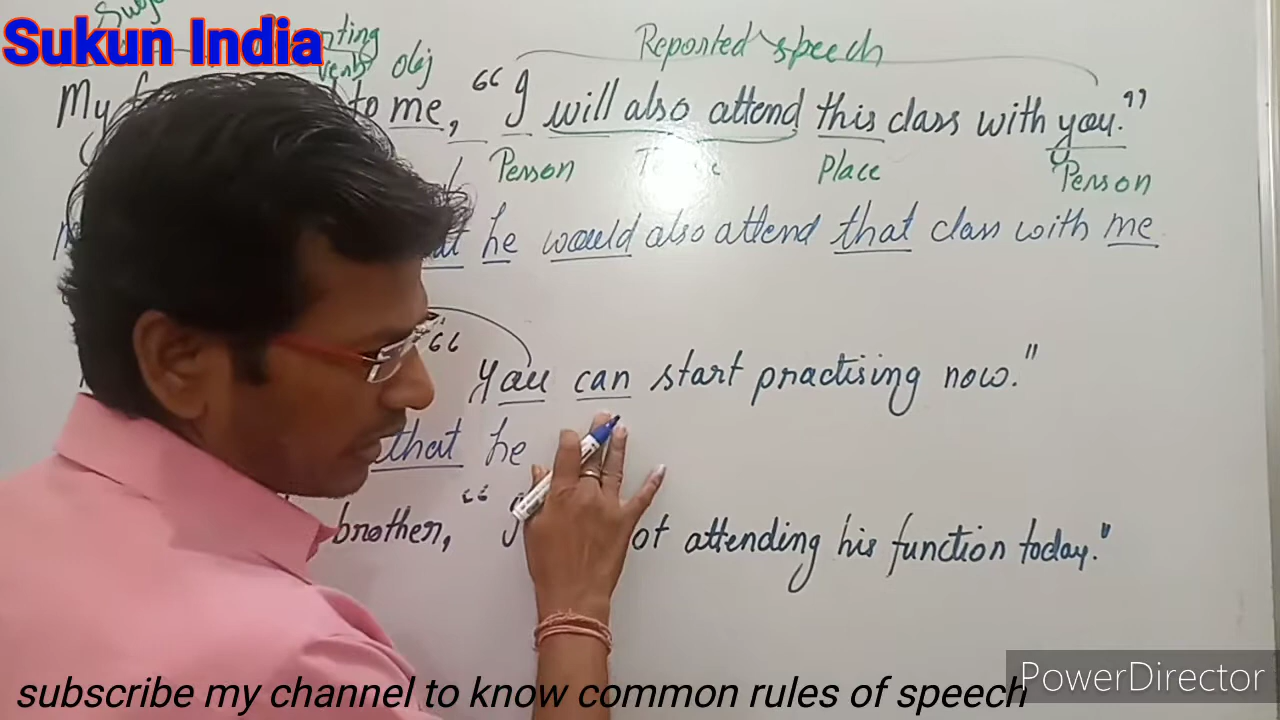 Sukun India
obj
Reported speech
My to me, "I will also attend this class with you."
Person Place Person
he would also attend that class with me
"You can start practising now."
that he
brother, "I ot attending his function today."
PowerDirector
subscribe my channel to know common rules of speech